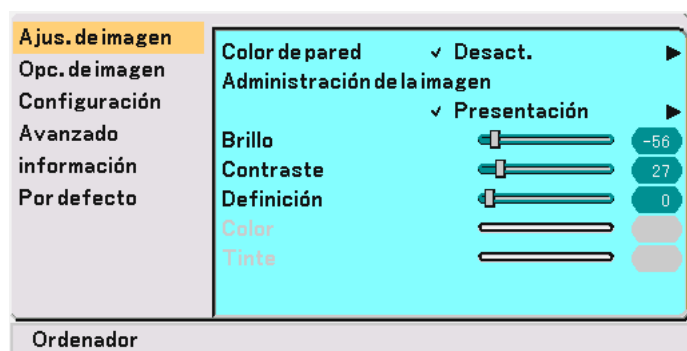 Ajus. de imagen
Opc. de imagen
Configuración
Avanzado
información
Por defecto
Color de pared ✓ Desact. ▶
Administración de la imagen
✓ Presentación ▶
Brillo -56
Contraste 27
Definición 0
Color
Tinte
Ordenador